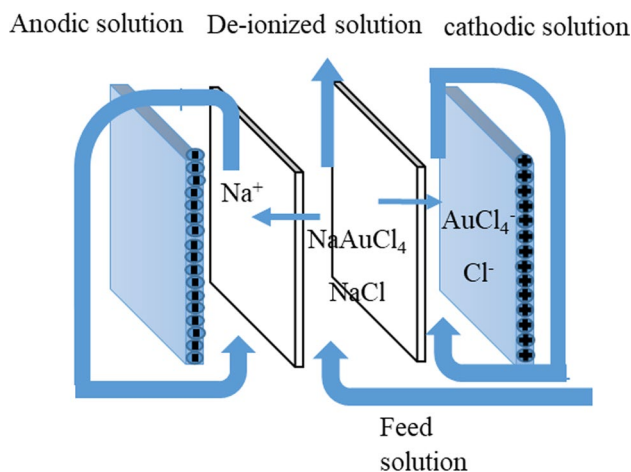 Anodic solution
De-ionized solution
cathodic solution
Na⁺
NaAuCl₄
NaCl
AuCl₄⁻
Cl⁻
Feed
solution